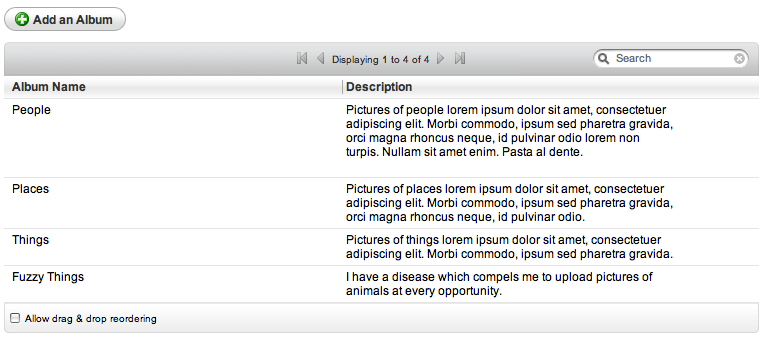 Add an Album
Displaying 1 to 4 of 4
Search
Album Name Description
People Pictures of people lorem ipsum dolor sit amet, consectetuer
adipiscing elit. Morbi commodo, ipsum sed pharetra gravida,
orci magna rhoncus neque, id pulvinar odio lorem non
turpis. Nullam sit amet enim. Pasta al dente.
Places Pictures of places lorem ipsum dolor sit amet, consectetuer
adipiscing elit. Morbi commodo, ipsum sed pharetra gravida,
orci magna rhoncus neque, id pulvinar odio.
Things Pictures of things lorem ipsum dolor sit amet, consectetuer
adipiscing elit. Morbi commodo, ipsum sed pharetra gravida.
Fuzzy Things I have a disease which compels me to upload pictures of
animals at every opportunity.
Allow drag & drop reordering